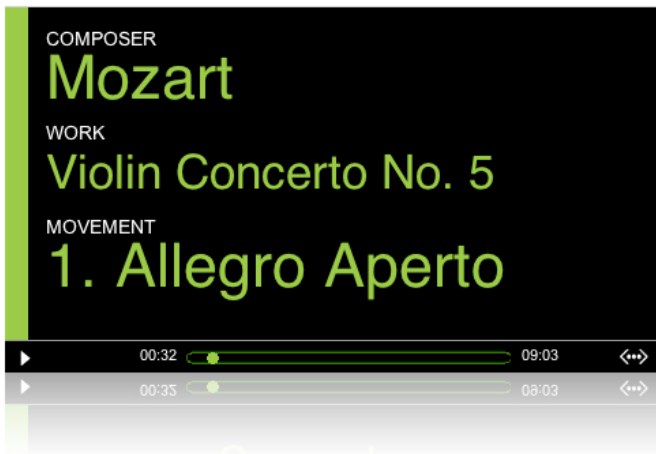 COMPOSER
Mozart
WORK
Violin Concerto No. 5
MOVEMENT
1. Allegro Aperto
00:32 09:03